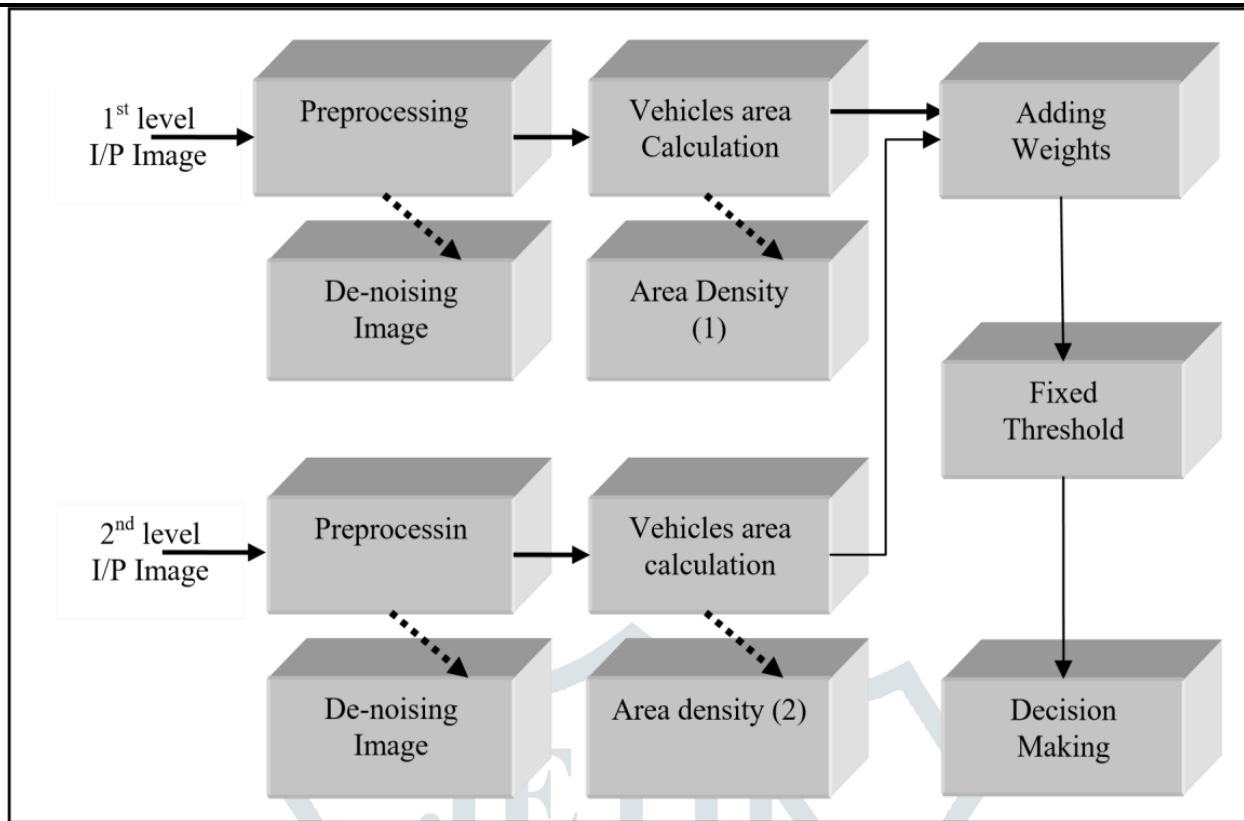 1st level
I/P Image
Preprocessing
Vehicles area
Calculation
Adding
Weights
De-noising
Image
Area Density
(1)
Fixed
Threshold
2nd level
I/P Image
Preprocessin
Vehicles area
calculation
De-noising
Image
Area density (2)
Decision
Making
JETIR